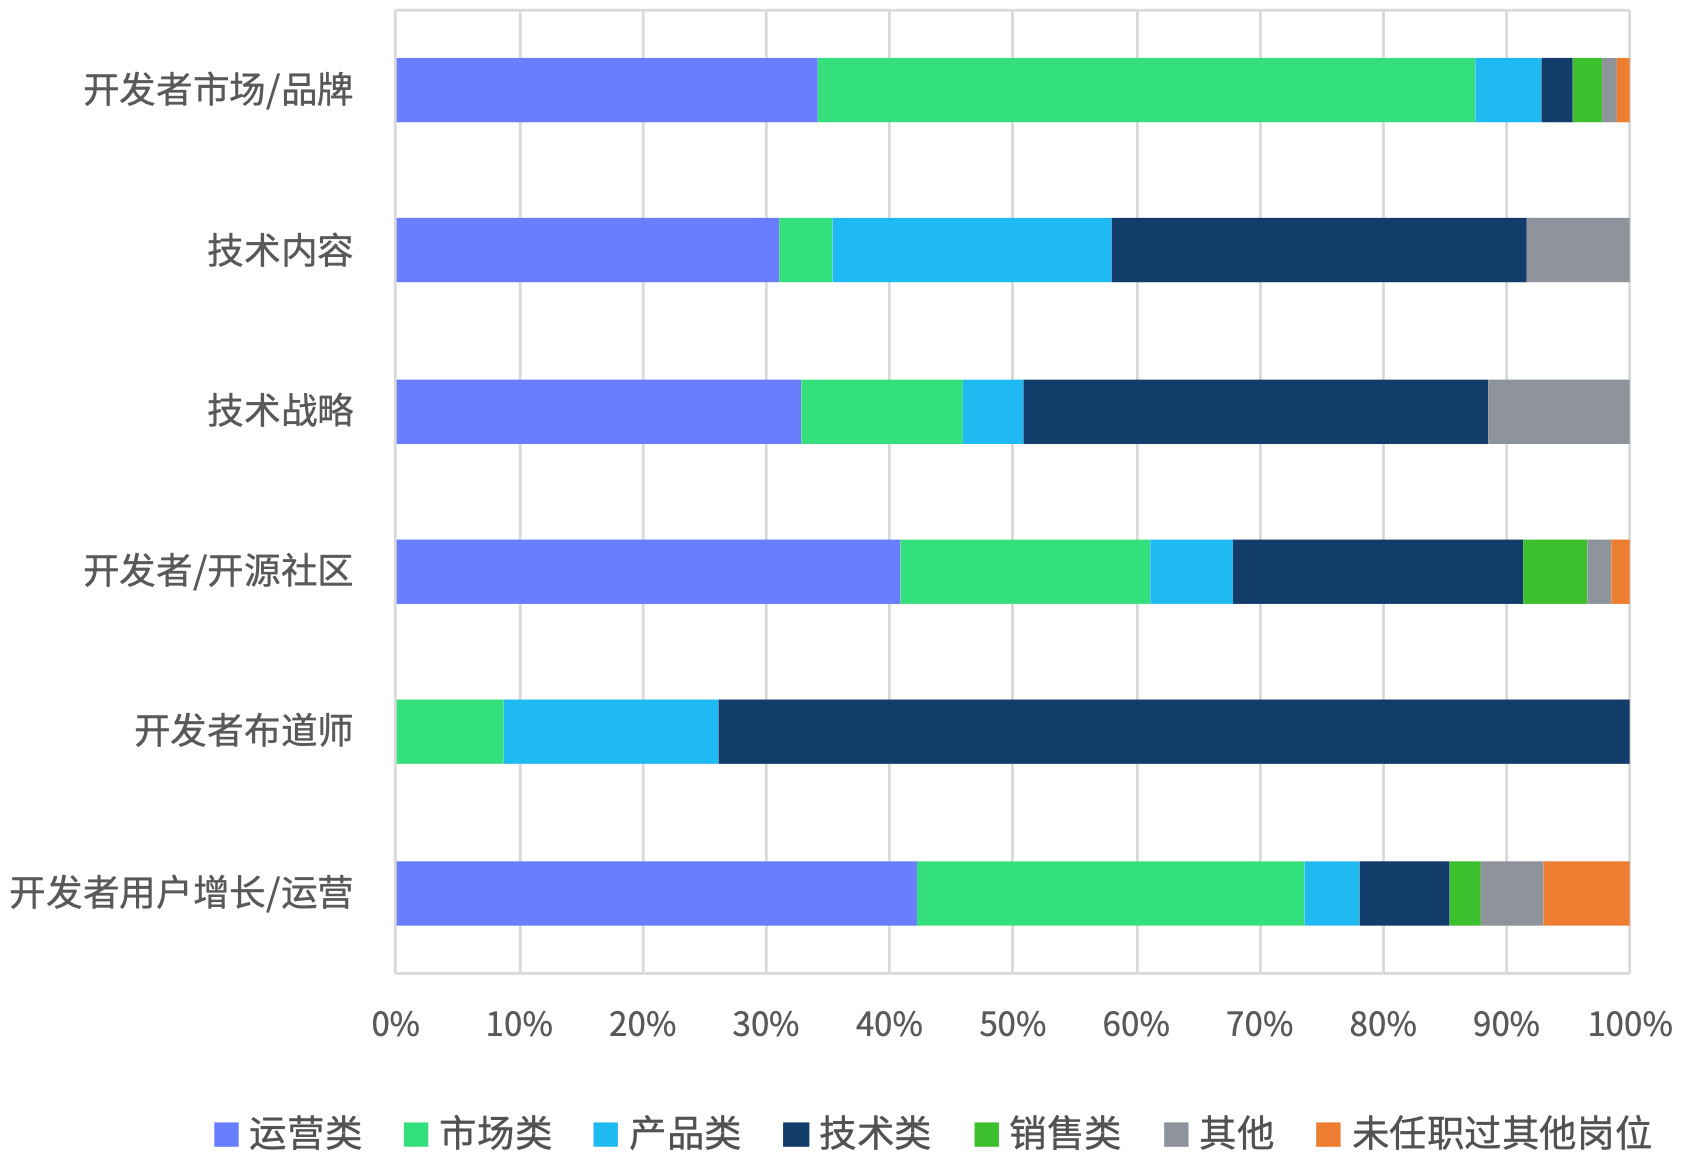 开发者市场/品牌
技术内容
技术战略
开发者/开源社区
开发者布道师
开发者用户增长/运营
0% 10% 20% 30% 40% 50% 60% 70% 80% 90% 100%
运营类 市场类 产品类 技术类 销售类 其他 未任职过其他岗位